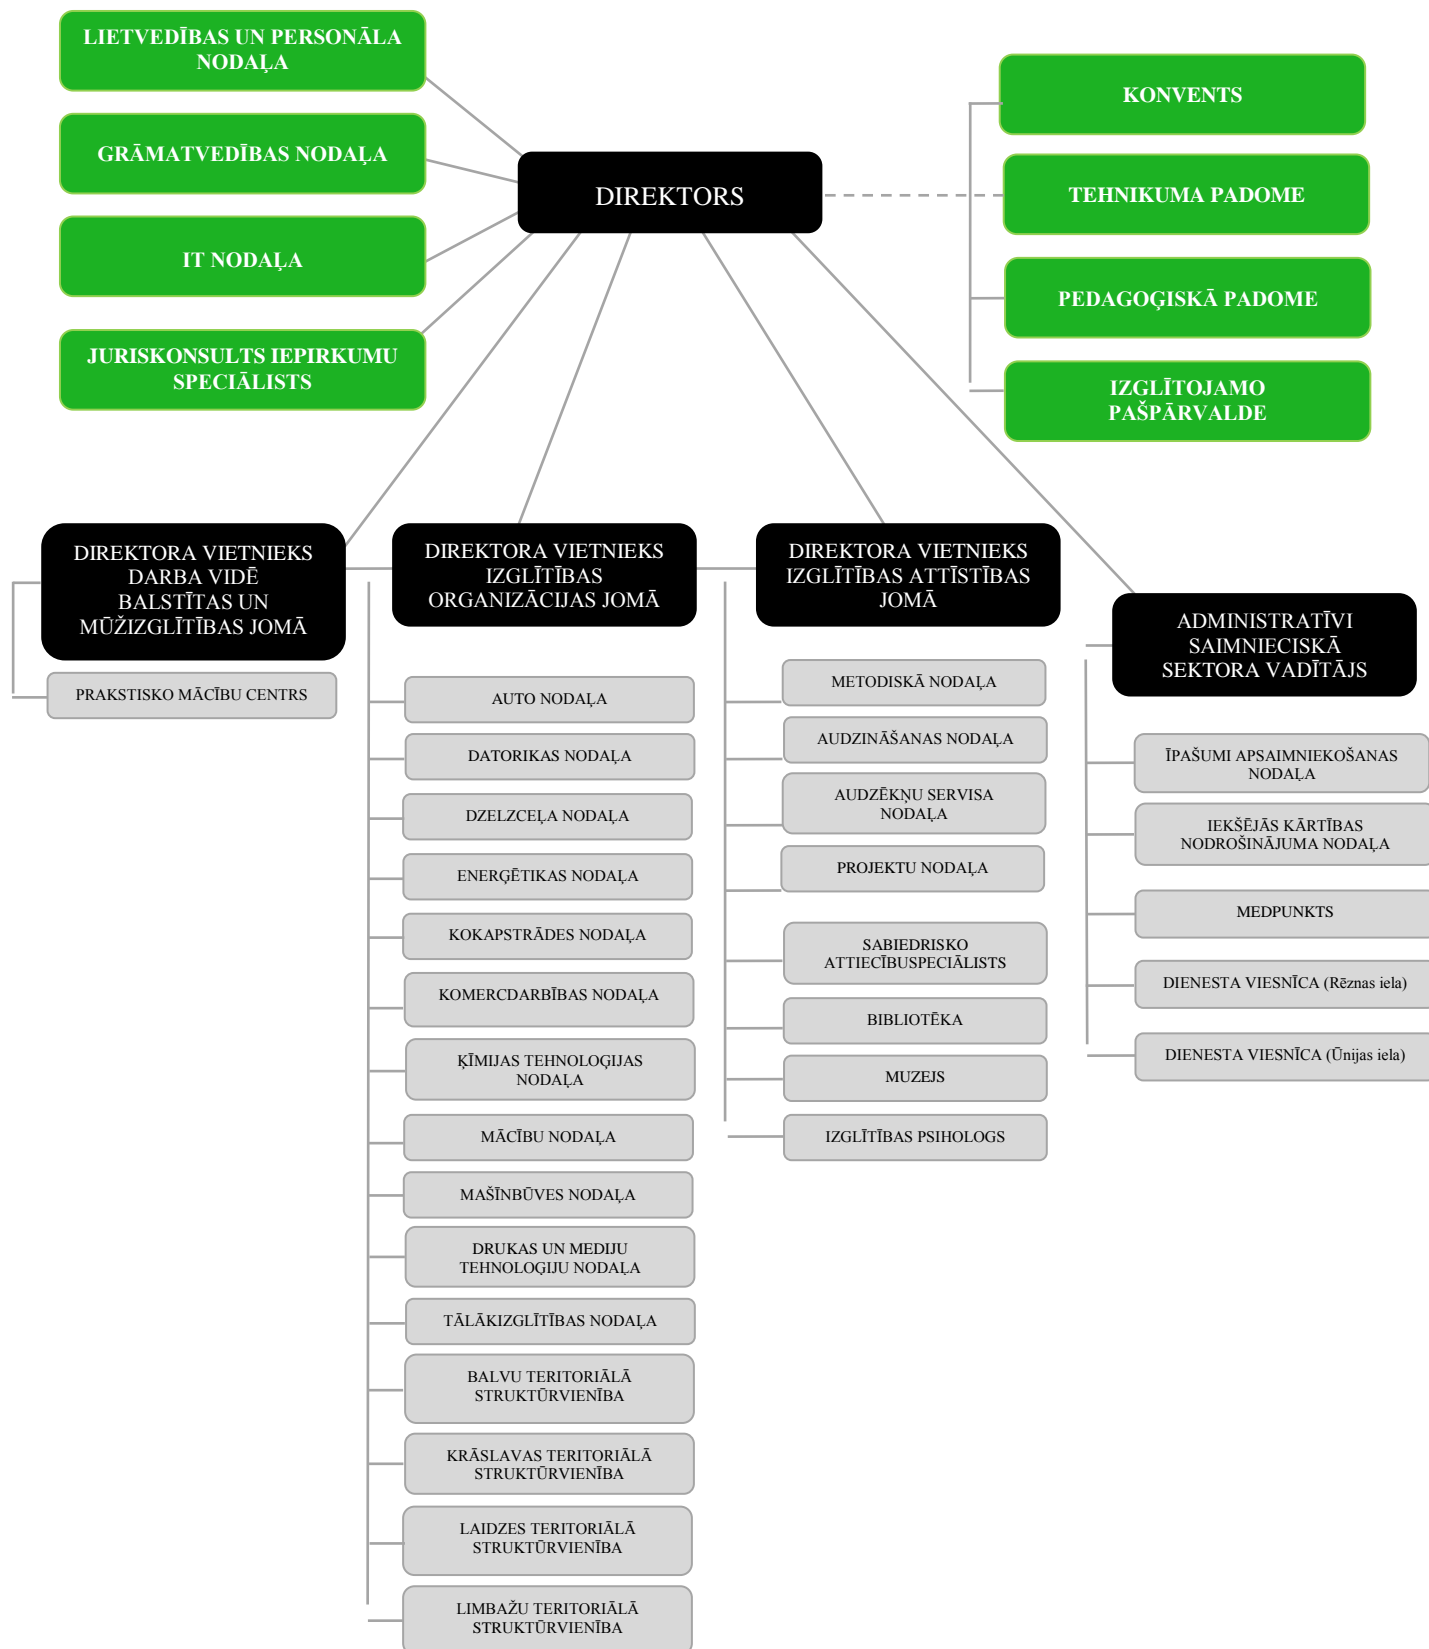 LIETVEDĪBAS UN PERSONĀLA
NODAĻA
GRĀMATVEDĪBAS NODAĻA
IT NODAĻA
JURISKONSULTS IEPIRKUMU
SPECIĀLISTS
DIREKTORS
KONVENTS
TEHNIKUMA PADOME
PEDAGOĢISKĀ PADOME
IZGLĪTOJAMO
PAŠPĀRVALDE
DIREKTORA VIETNIEKS
DARBA VIDĒ
BALSTĪTAS UN
MŪŽIZGLĪTĪBAS JOMĀ
PRAKSTISKO MĀCĪBU CENTRS
DIREKTORA VIETNIEKS
IZGLĪTĪBAS
ORGANIZĀCIJAS JOMĀ
AUTO NODAĻA
DATORIKAS NODAĻA
DZELZCEĻA NODAĻA
ENERĢĒTIKAS NODAĻA
KOKAPSTRĀDES NODAĻA
KOMERCDARBĪBAS NODAĻA
ĶĪMIJAS TEHNOLOĢIJAS
NODAĻA
MĀCĪBU NODAĻA
MAŠĪNBŪVES NODAĻA
DRUKAS UN MEDIJU
TEHNOLOĢIJU NODAĻA
TĀLĀKIZGLĪTĪBAS NODAĻA
BALVU TERITORIĀLĀ
STRUKTŪRVIENĪBA
KRĀSLAVAS TERITORIĀLĀ
STRUKTŪRVIENĪBA
LAIDZES TERITORIĀLĀ
STRUKTŪRVIENĪBA
LIMBAŽU TERITORIĀLĀ
STRUKTŪRVIENĪBA
DIREKTORA VIETNIEKS
IZGLĪTĪBAS ATTĪSTĪBAS
JOMĀ
METODISKĀ NODAĻA
AUDZINĀŠANAS NODAĻA
AUDZĒKŅU SERVISA
NODAĻA
PROJEKTU NODAĻA
SABIEDRISKO
ATTIECĪBUSPECIĀLISTS
BIBLIOTĒKA
MUZEJS
IZGLĪTĪBAS PSIHOLOGS
ADMINISTRATĪVI
SAIMNIECISKĀ
SEKTORA VADĪTĀJS
ĪPAŠUMI APSAIMNIEKOŠANAS
NODAĻA
IEKŠĒJĀS KĀRTĪBAS
NODROŠINĀJUMA NODAĻA
MEDPUNKTS
DIENESTA VIESNĪCA (Rēznas iela)
DIENESTA VIESNĪCA (Ūnijas iela)